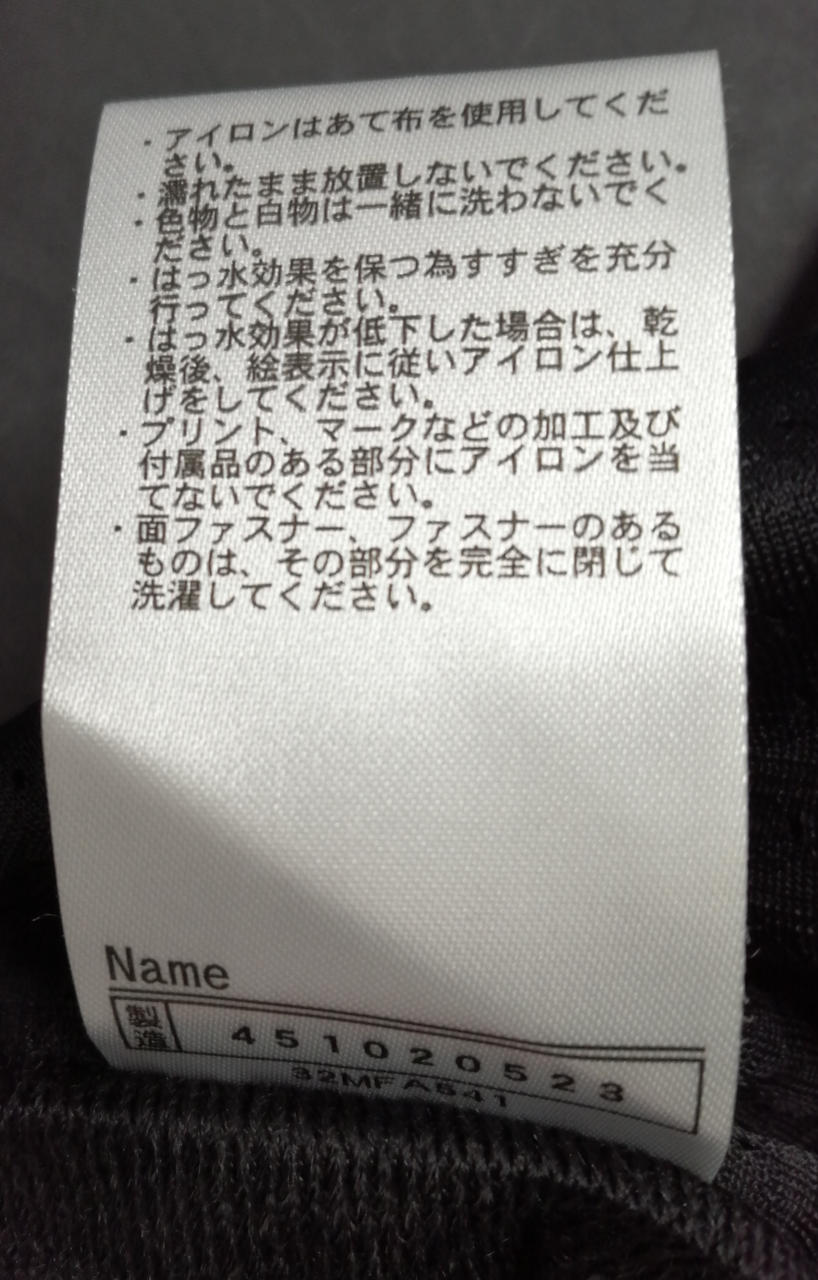 ・アイロンはあて布を使用してくだ
さい。
・濡れたまま放置しないでください。
・色物と白物は一緒に洗わないでく
ださい。
・はっ水効果を保つ為すすぎを充分
行ってください。
・はっ水効果が低下した場合は、乾
燥後、絵表示に従いアイロン仕上
げをしてください。
・プリント、マークなどの加工及び
付属品のある部分にアイロンを当
てないでください。
・面ファスナー、ファスナーのある
ものは、その部分を完全に閉じて
洗濯してください。
Name
製造 451020523
32MFA541